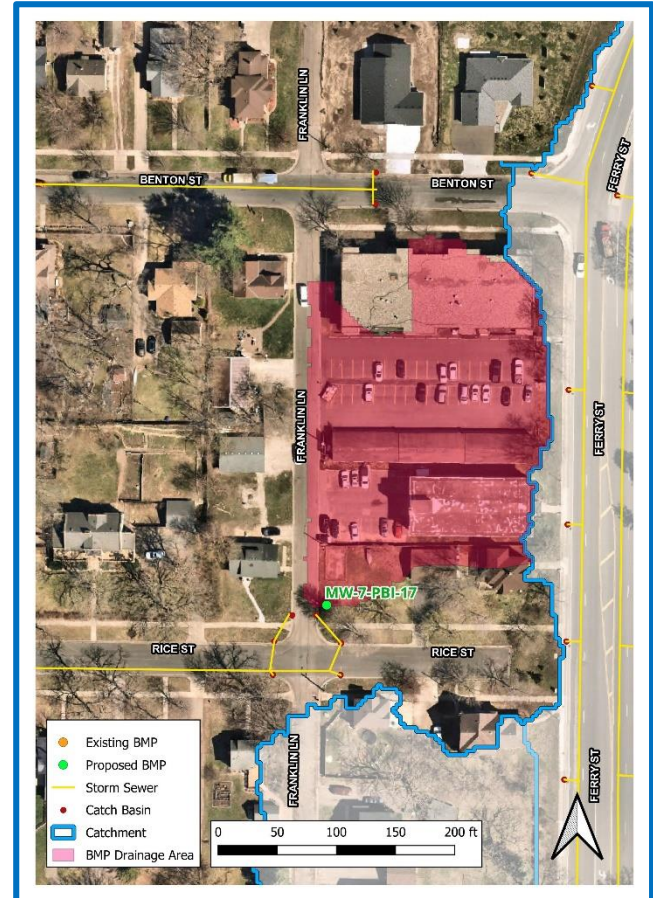 FRANKLIN LN
FERRY ST
BENTON ST
BENTON ST
FRANKLIN LN
FERRY ST
MW-7-PBI-17
RICE ST
RICE ST
FRANKLIN LN
FERRY ST
Existing BMP
Proposed BMP
Storm Sewer
Catch Basin
Catchment
BMP Drainage Area
0 50 100 150 200 ft